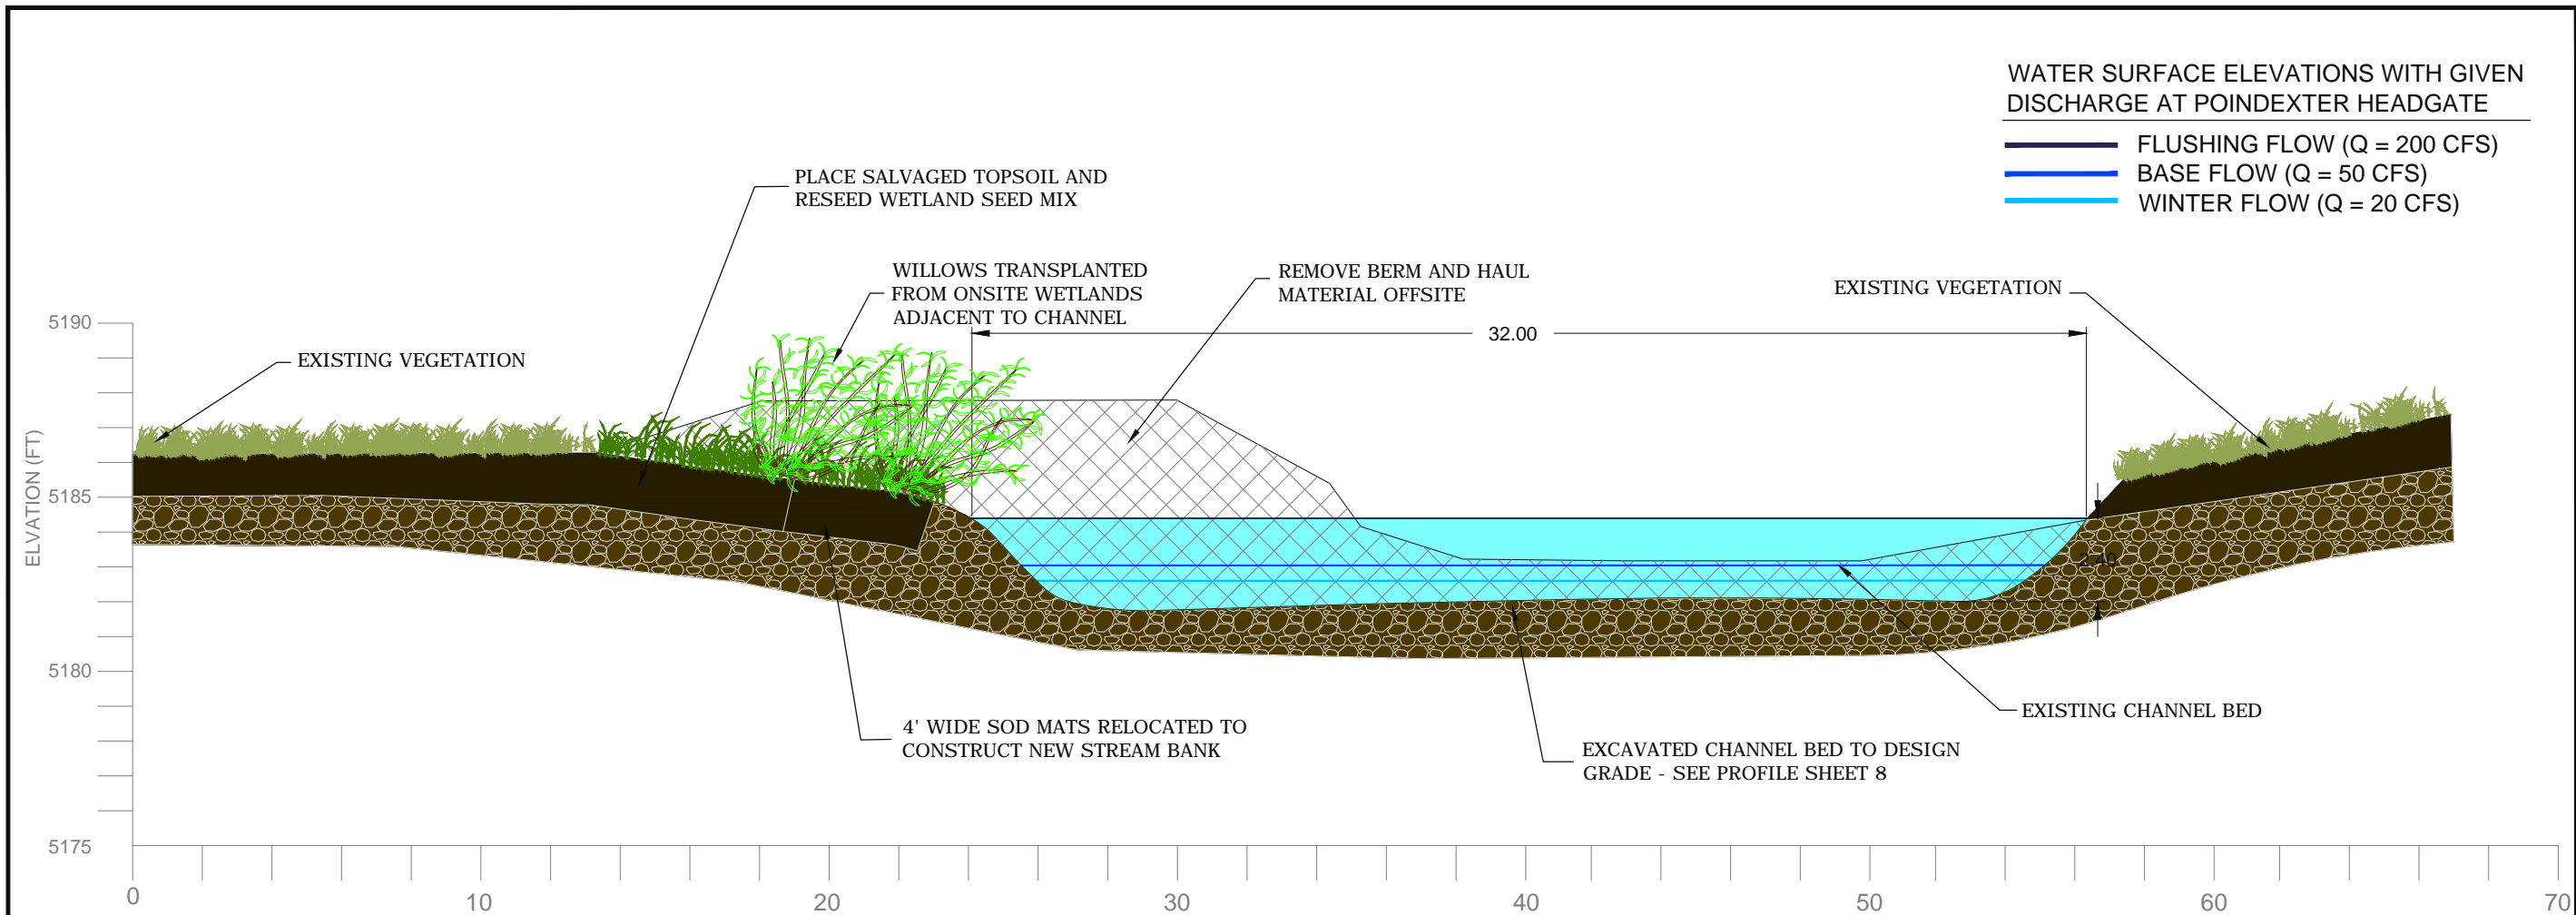 WATER SURFACE ELEVATIONS WITH GIVEN
DISCHARGE AT POINDEXTER HEADGATE
FLUSHING FLOW (Q = 200 CFS)
BASE FLOW (Q = 50 CFS)
WINTER FLOW (Q = 20 CFS)
PLACE SALVAGED TOPSOIL AND
RESEED WETLAND SEED MIX
WILLOWS TRANSPLANTED
FROM ONSITE WETLANDS
ADJACENT TO CHANNEL
REMOVE BERM AND HAUL
MATERIAL OFFSITE
EXISTING VEGETATION
32.00
EXISTING VEGETATION
2.40
4' WIDE SOD MATS RELOCATED TO
CONSTRUCT NEW STREAM BANK
EXISTING CHANNEL BED
EXCAVATED CHANNEL BED TO DESIGN
GRADE - SEE PROFILE SHEET 8
ELVATION (FT)
5190
5185
5180
5175
0
10
20
30
40
50
60
70